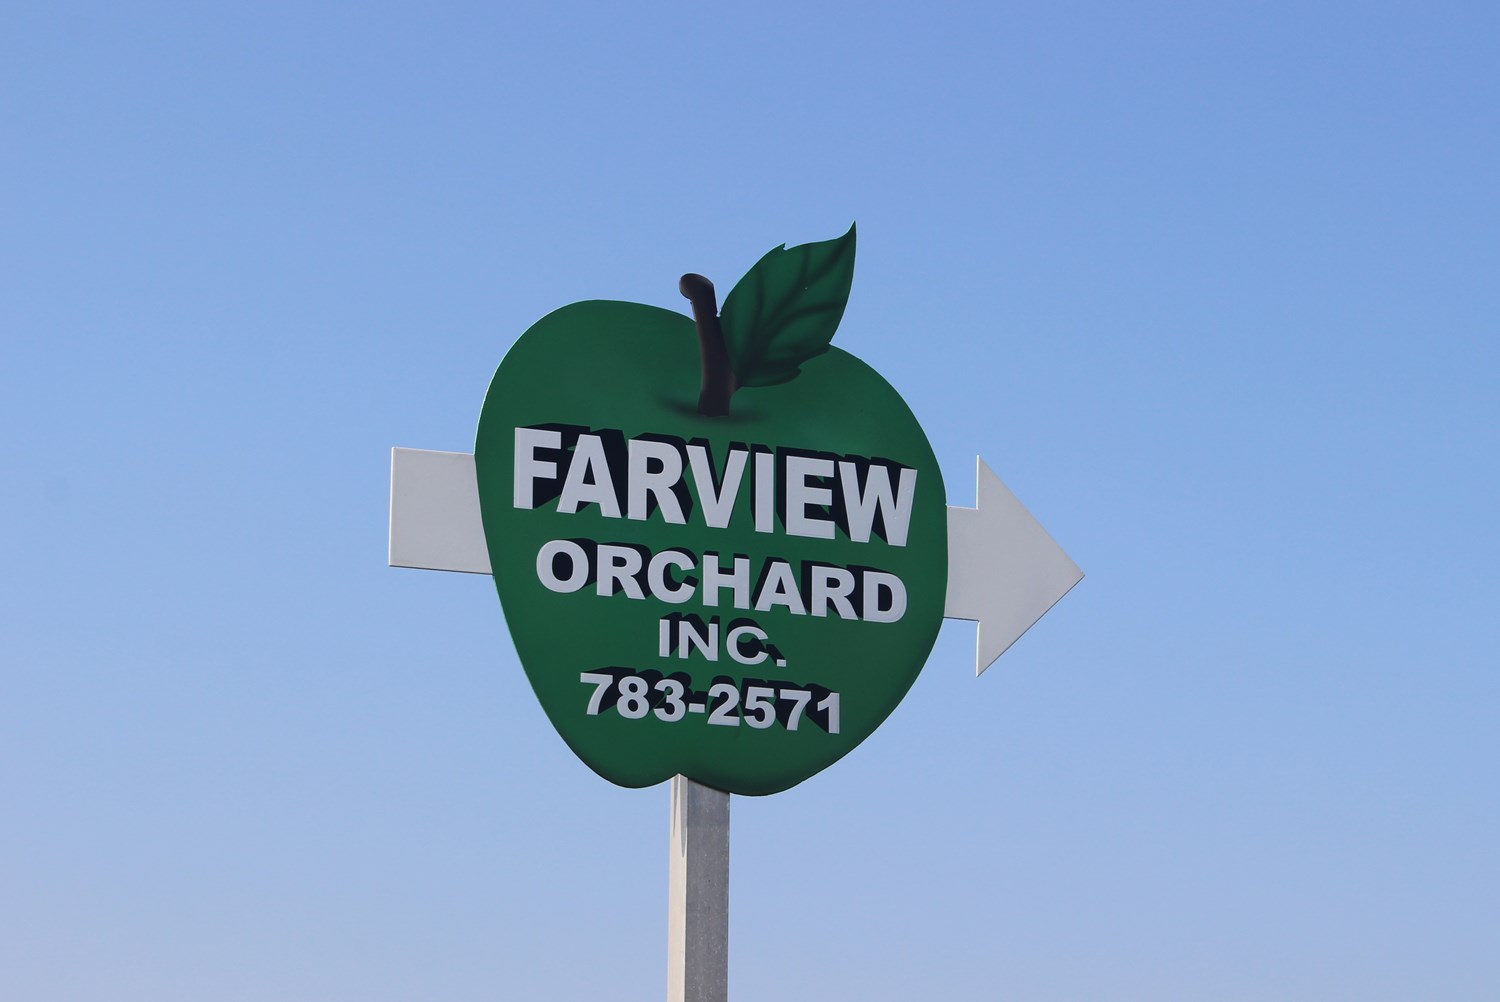 FARVIEW
ORCHARD
INC.
783-2571